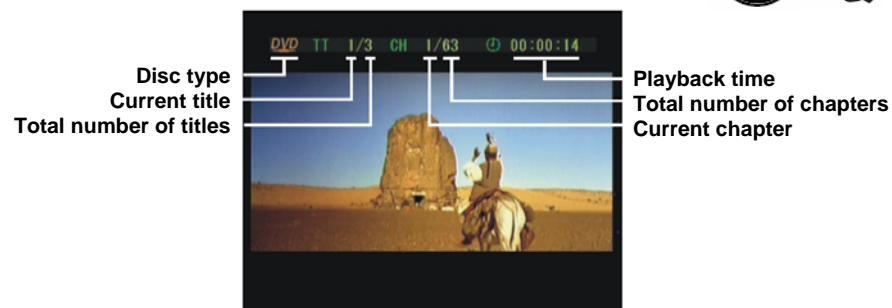 DVD TT 1/3 CH 1/63 00:00:14
Disc type
Current title
Total number of titles
Playback time
Total number of chapters
Current chapter